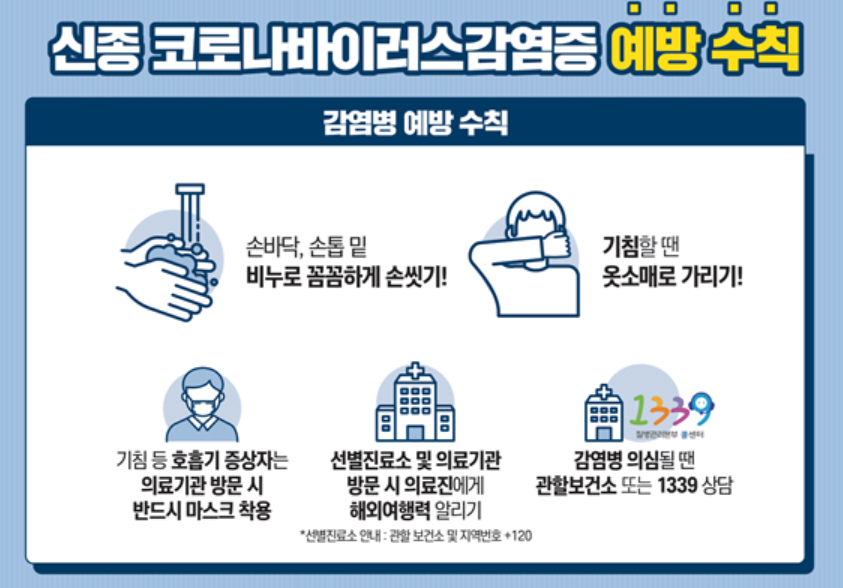 신종 코로나바이러스감염증 예방 수칙
감염병 예방 수칙
손바닥, 손톱 밑
비누로 꼼꼼하게 손씻기!
기침할 땐
옷소매로 가리기!
기침 등 호흡기 증상자는
의료기관 방문 시
반드시 마스크 착용
선별진료소 및 의료기관
방문 시 의료진에게
해외여행력 알리기
*선별진료소 안내 : 관할 보건소 및 지역번호 +120
1339
질병관리본부 콜센터
감염병 의심될 땐
관할보건소 또는 1339 상담